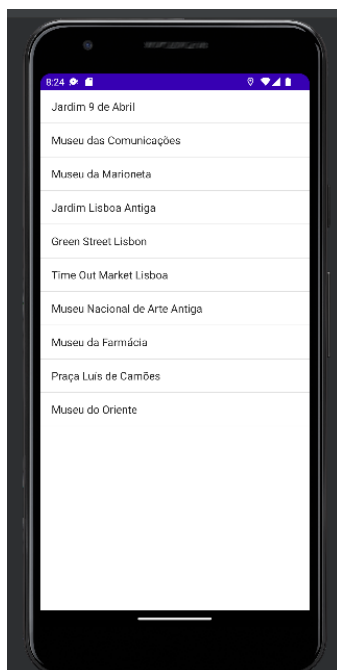 8:24
Jardim 9 de Abril
Museu das Comunicações
Museu da Marioneta
Jardim Lisboa Antiga
Green Street Lisbon
Time Out Market Lisboa
Museu Nacional de Arte Antiga
Museu da Farmácia
Praça Luís de Camões
Museu do Oriente